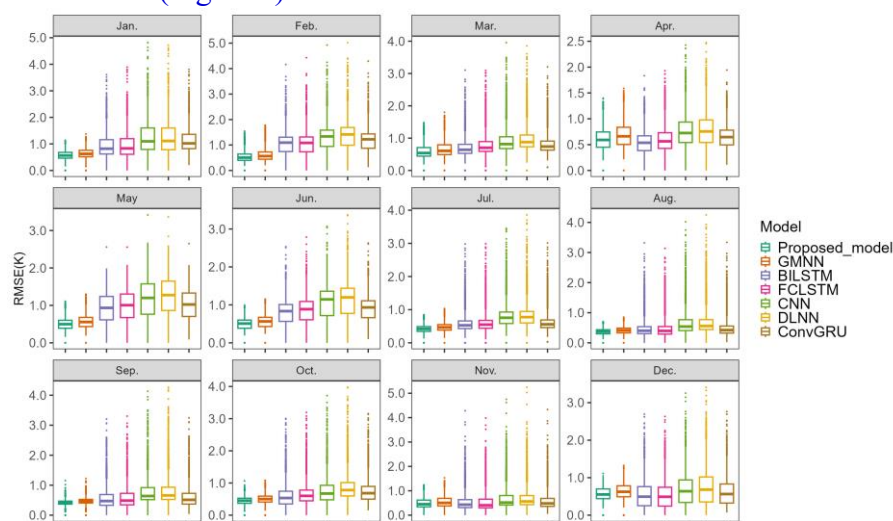 Jan.
5.0
4.0
3.0
2.0
1.0
0.0
Feb.
5.0
4.0
3.0
2.0
1.0
0.0
Mar.
4.0
3.0
2.0
1.0
0.0
Apr.
2.5
2.0
1.5
1.0
0.5
0.0
RMSE(K)
May
3.0
2.0
1.0
0.0
Jun.
3.0
2.0
1.0
0.0
Jul.
4.0
3.0
2.0
1.0
0.0
Aug.
4.0
3.0
2.0
1.0
0.0
Sep.
4.0
3.0
2.0
1.0
0.0
Oct.
4.0
3.0
2.0
1.0
0.0
Nov.
5.0
4.0
3.0
2.0
1.0
0.0
Dec.
3.0
2.0
1.0
0.0
Model
Proposed_model
GMNN
BILSTM
FCLSTM
CNN
DLNN
ConvGRU